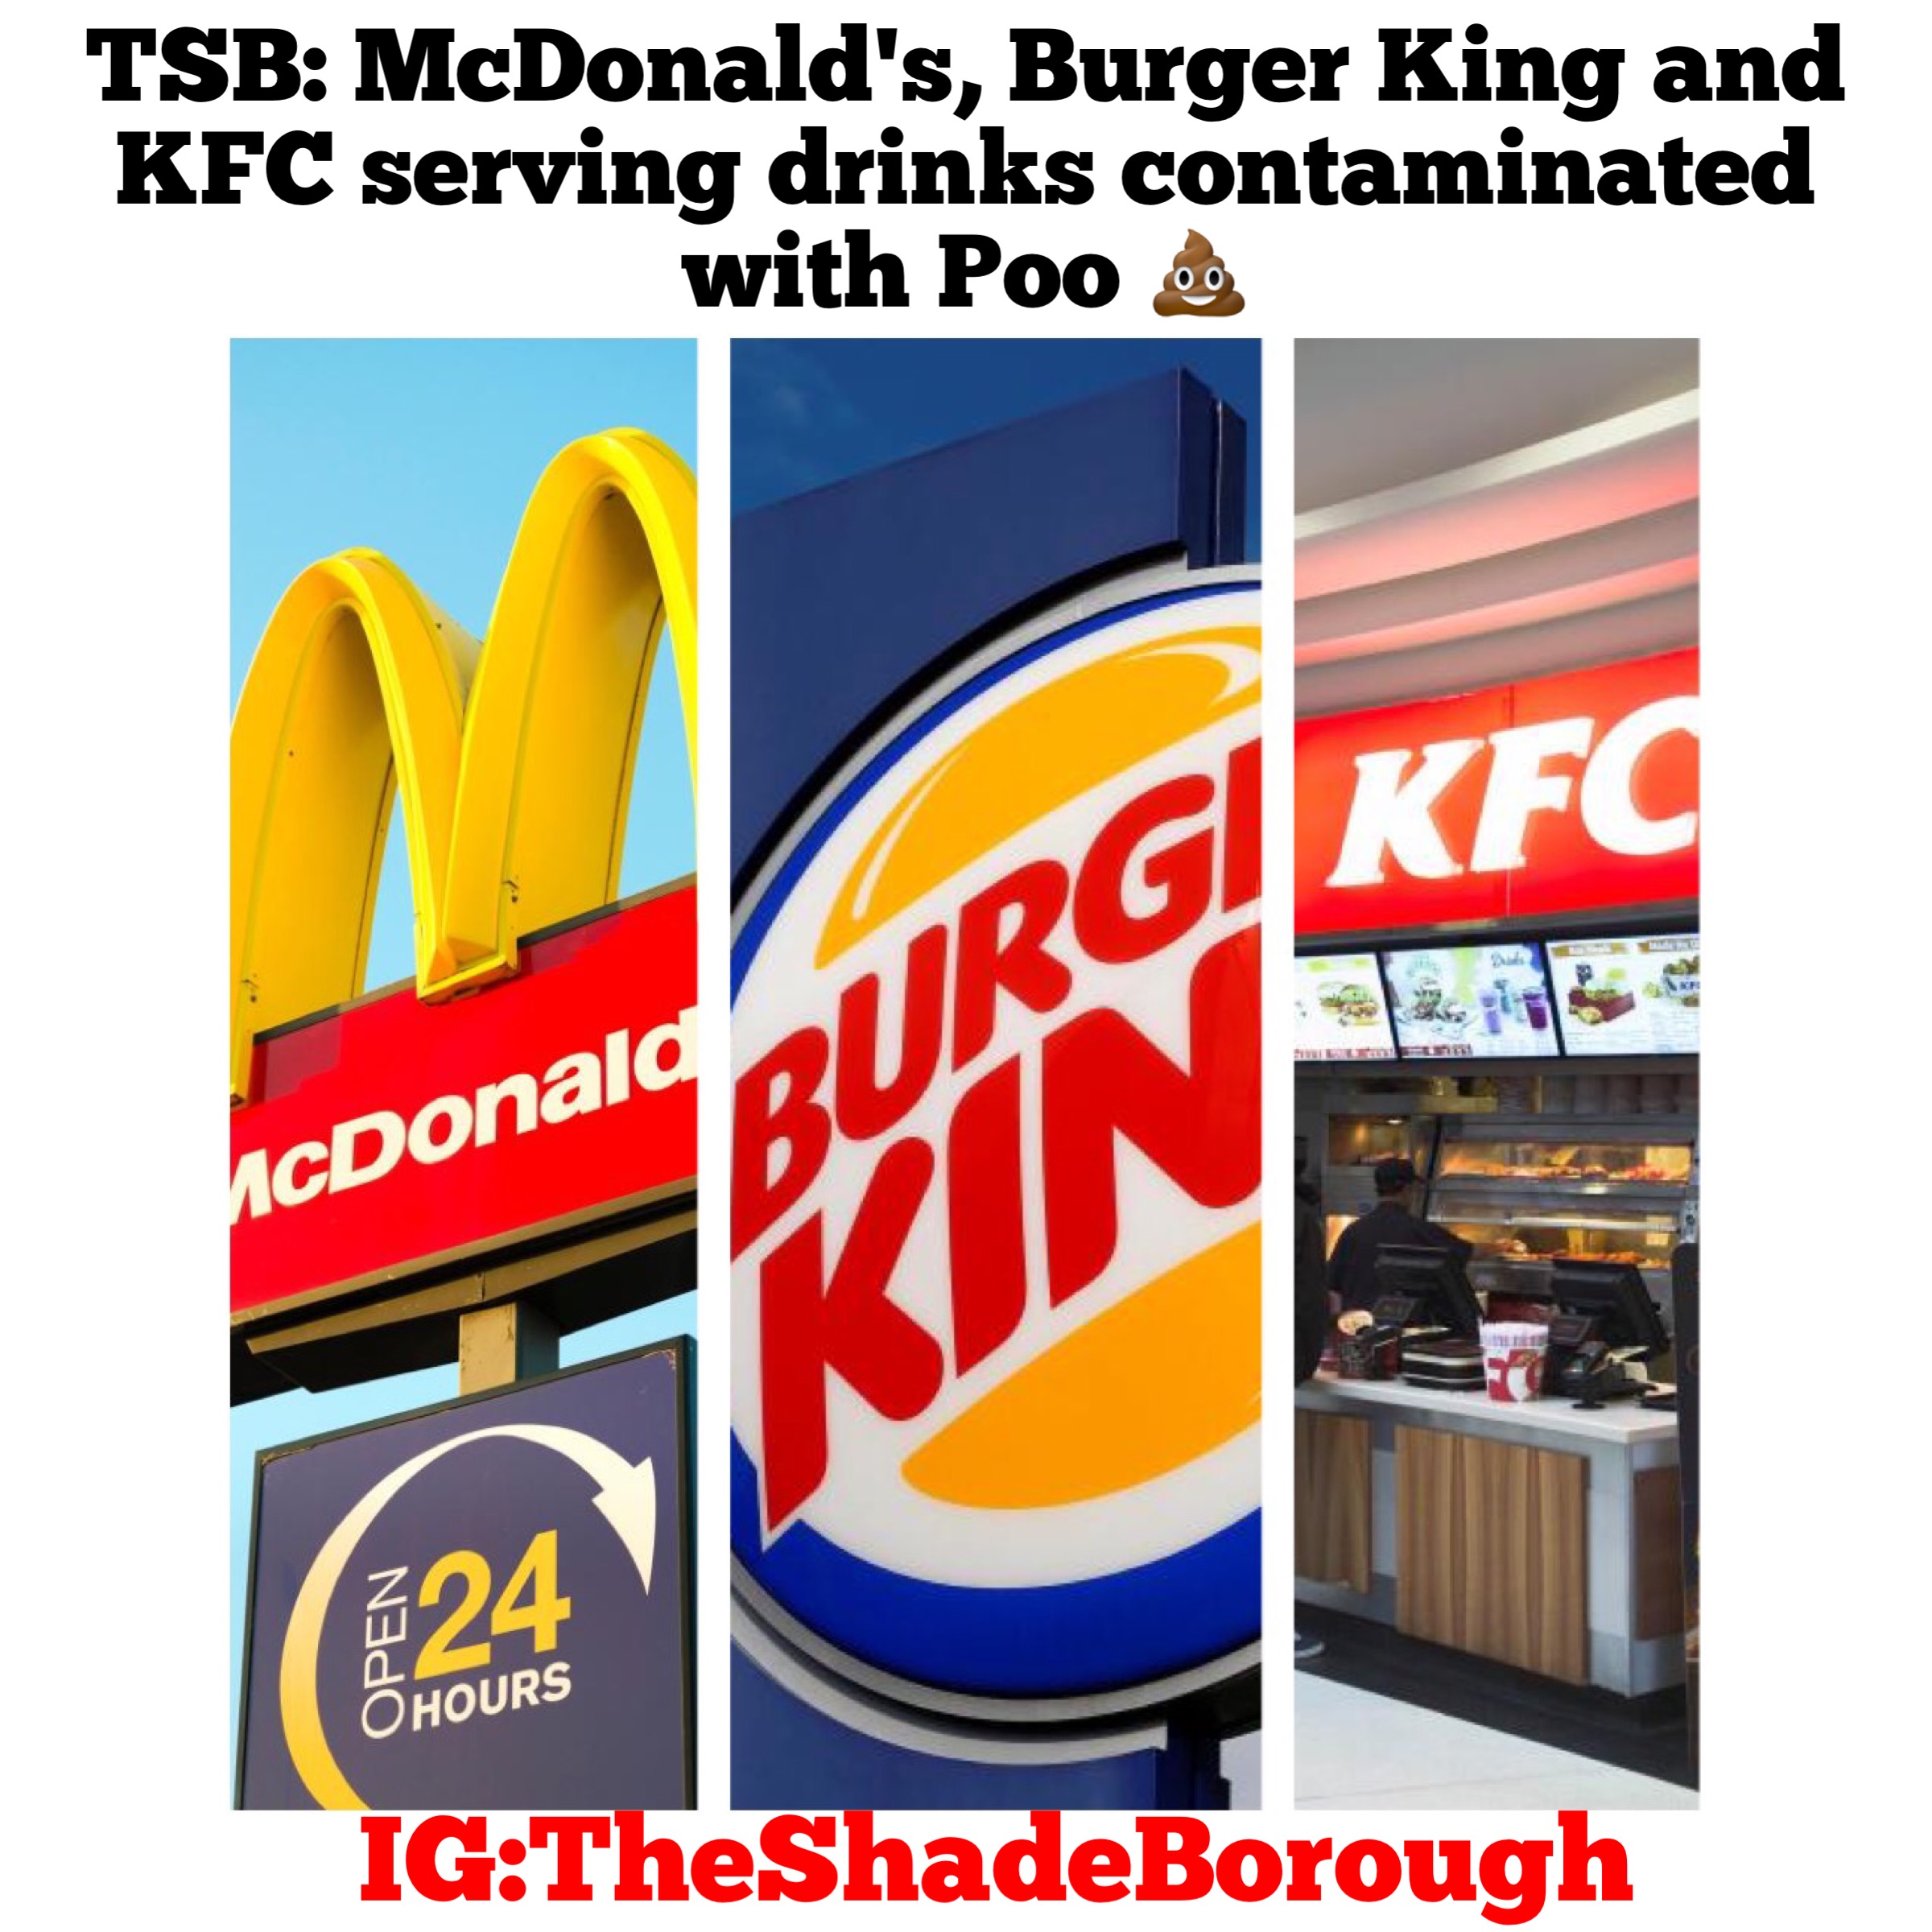 TSB: McDonald's, Burger King and
KFC serving drinks contaminated
with Poo 💩
McDonald
OPEN
24
HOURS
BURG
KIN
KFC
Drinks
IG:TheShadeBorough